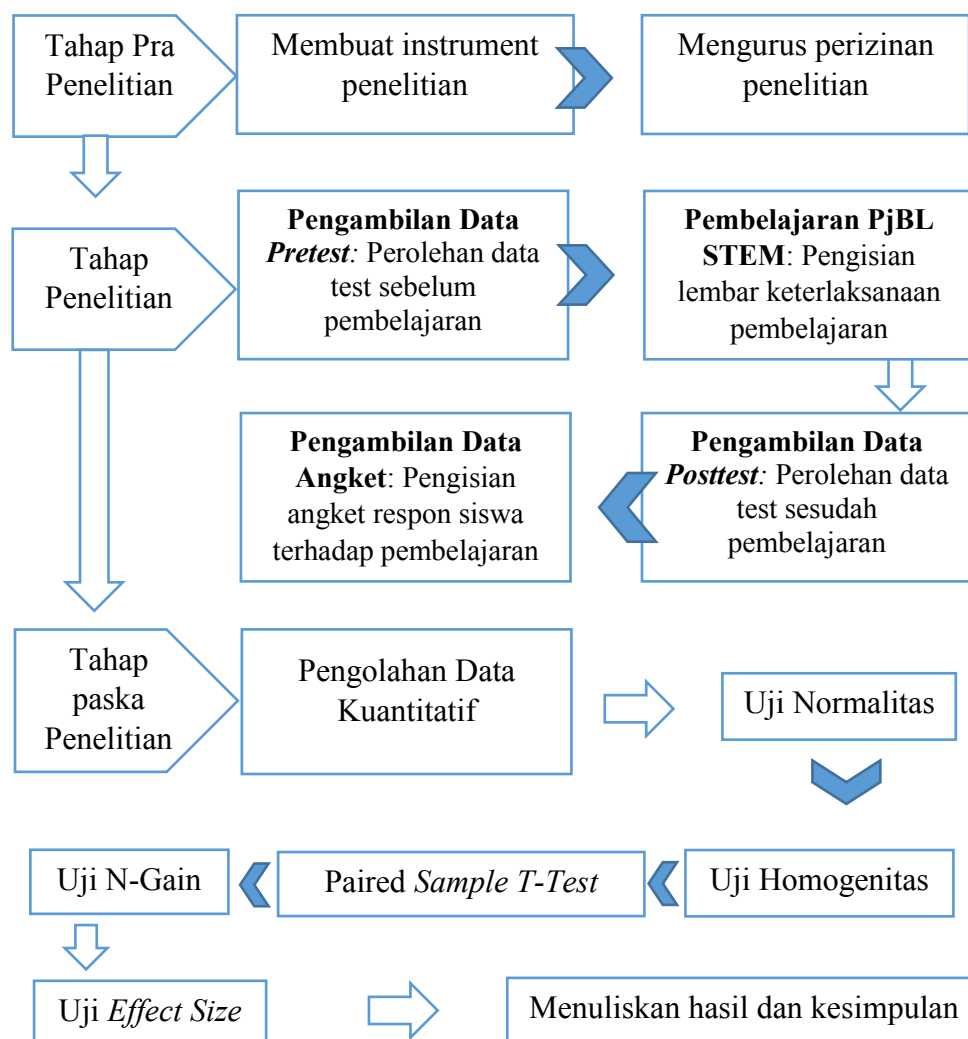 Tahap Pra
Penelitian
Membuat instrument
penelitian
Mengurus perizinan
penelitian
Tahap
Penelitian
Pengambilan Data
Pretest: Perolehan data
test sebelum
pembelajaran
Pembelajaran PjBL
STEM: Pengisian
lembar keterlaksanaan
pembelajaran
Pengambilan Data
Posttest: Perolehan data
test sesudah
pembelajaran
Pengambilan Data
Angket: Pengisian
angket respon siswa
terhadap pembelajaran
Tahap
paska
Penelitian
Pengolahan Data
Kuantitatif
Uji Normalitas
Uji Homogenitas
Paired Sample T-Test
Uji N-Gain
Uji Effect Size
Menuliskan hasil dan kesimpulan